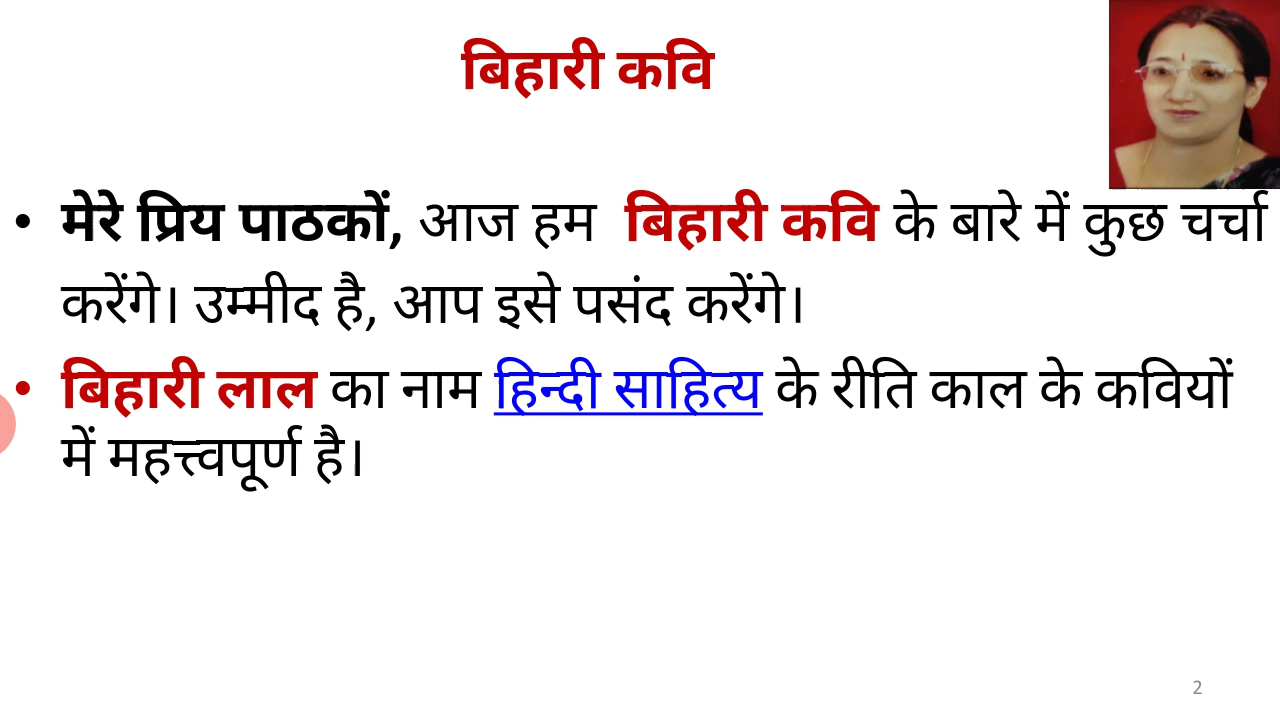 बिहारी कवि
• मेरे प्रिय पाठकों, आज हम बिहारी कवि के बारे में कुछ चर्चा
करेंगे। उम्मीद है, आप इसे पसंद करेंगे।
• बिहारी लाल का नाम हिन्दी साहित्य के रीति काल के कवियों
में महत्त्वपूर्ण है।
2